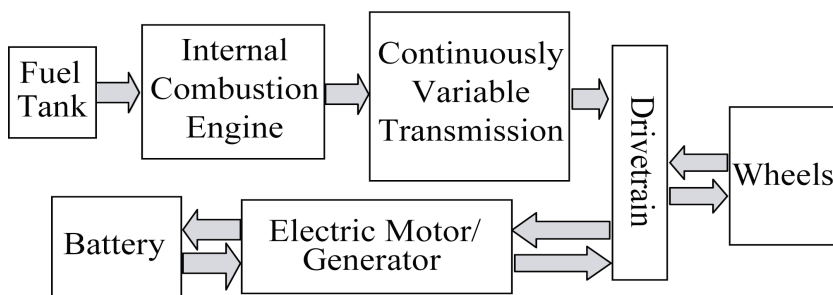 Fuel
Tank
Internal
Combustion
Engine
Continuously
Variable
Transmission
Drivetrain
Wheels
Battery
Electric Motor/
Generator